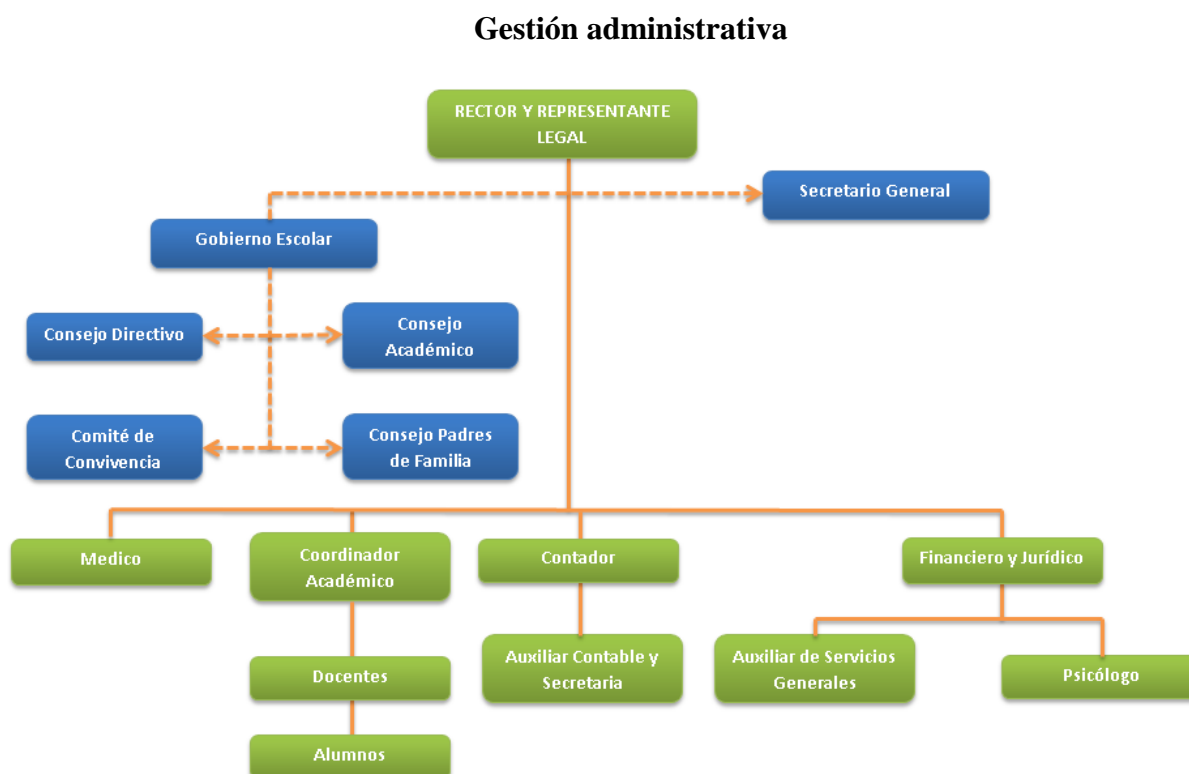 Gestión administrativa
RECTOR Y REPRESENTANTE
LEGAL
Secretario General
Gobierno Escolar
Consejo Directivo
Consejo
Académico
Comité de
Convivencia
Consejo Padres
de Familia
Medico
Coordinador
Académico
Contador
Financiero y Jurídico
Docentes
Auxiliar Contable y
Secretaria
Auxiliar de Servicios
Generales
Psicólogo
Alumnos